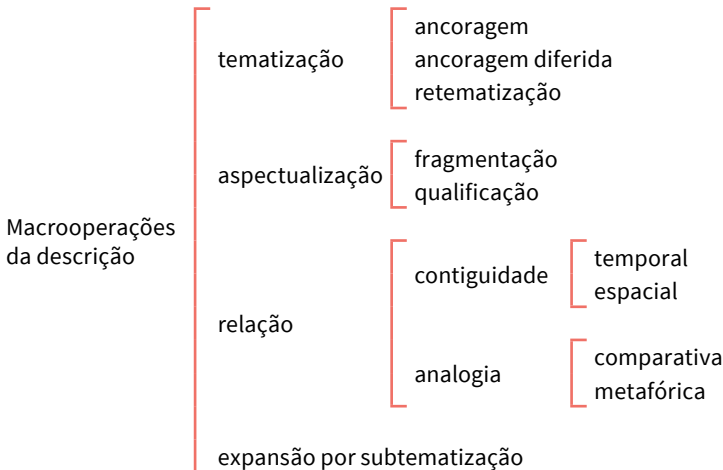 Macrooperações
da descrição
tematização
ancoragem
ancoragem diferida
retematização
aspectualização
fragmentação
qualificação
relação
contiguidade
temporal
espacial
analogia
comparativa
metafórica
expansão por subtematização